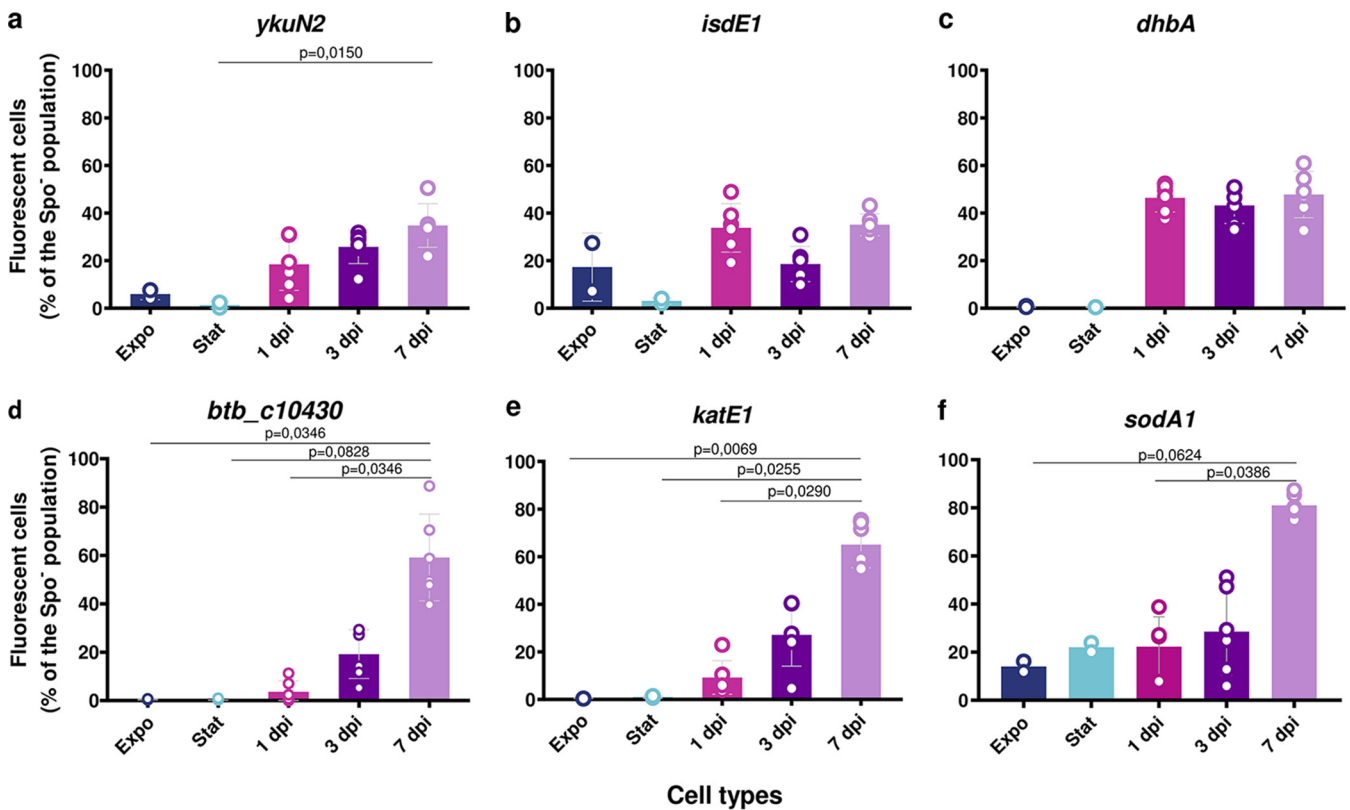 a
ykuN2
b
isdE1
c
dhbA
p=0,0150
Fluorescent cells
(% of the Spo⁻ population)
100
80
60
40
20
0
Expo
Stat
1 dpi
3 dpi
7 dpi
100
80
60
40
20
0
Expo
Stat
1 dpi
3 dpi
7 dpi
100
80
60
40
20
0
Expo
Stat
1 dpi
3 dpi
7 dpi
d
btb_c10430
e
katE1
f
sodA1
p=0,0346
p=0,0828
p=0,0346
p=0,0069
p=0,0255
p=0,0290
p=0,0624
p=0,0386
Fluorescent cells
(% of the Spo⁻ population)
100
80
60
40
20
0
Expo
Stat
1 dpi
3 dpi
7 dpi
100
80
60
40
20
0
Expo
Stat
1 dpi
3 dpi
7 dpi
100
80
60
40
20
0
Expo
Stat
1 dpi
3 dpi
7 dpi
Cell types